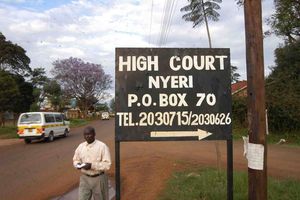 HIGH COURT
NYERI
P.O. BOX 70
TEL.2030715/2030626